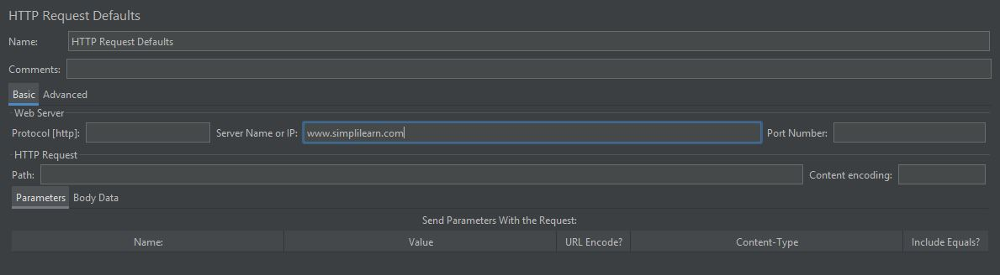 HTTP Request Defaults
Name: HTTP Request Defaults
Comments:
Basic Advanced
Web Server
Protocol [http]: Server Name or IP: www.simplilearn.com Port Number:
HTTP Request
Path: Content encoding:
Parameters Body Data
Send Parameters With the Request:
Name: Value URL Encode? Content-Type Include Equals?